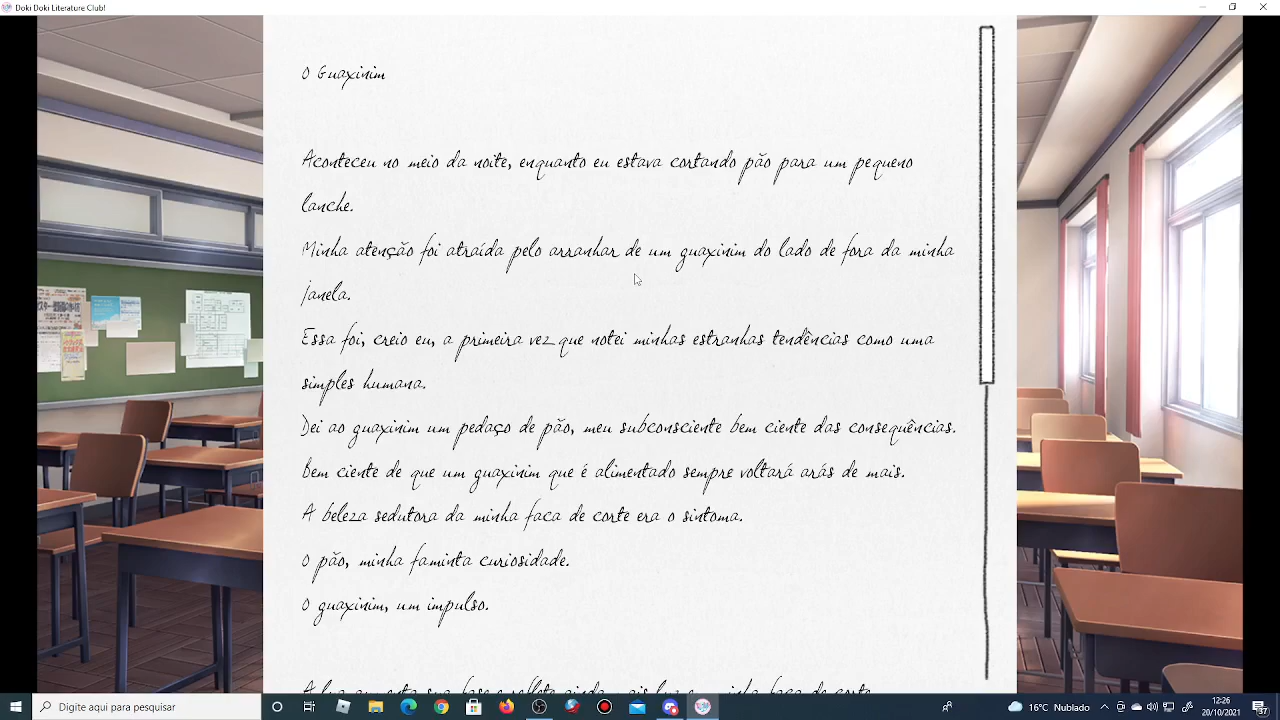 Doki Doki Literature Club!
O Guaxinim
Aconteceu no meio da noite, enquanto eu estava cortando pão para um pequeno
lanche.
Minha atenção foi atraída pelo arranhar de um guaxinim do lado de fora da minha
janela.
Essa foi, creio eu, a primeira vez que notei minhas estranhas tendências como uma
simples humana.
Dei ao guaxinim um pedaço de pão, meu subconsciente bem ciente das consequências.
Bem ciente de que um guaxinim que é alimentado sempre voltará atrás de mais.
A beleza sedutora da minha faca de corte era o sintoma.
O pão, minha faminta curiosidade.
O guaxinim, um impulso.
Digite aqui para pesquisar
16°C Nublado
12:26
20/10/2021